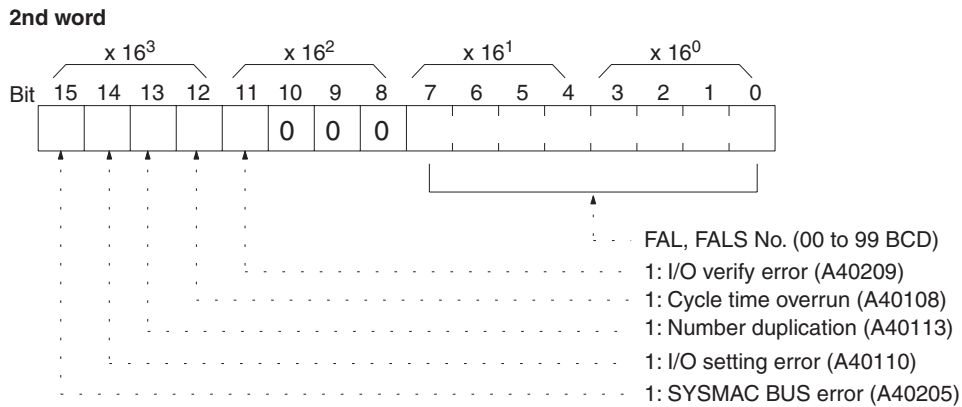 2nd word
x 16³ x 16² x 16¹ x 16⁰
Bit 15 14 13 12 11 10 9 8 7 6 5 4 3 2 1 0
0 0 0
FAL, FALS No. (00 to 99 BCD)
1: I/O verify error (A40209)
1: Cycle time overrun (A40108)
1: Number duplication (A40113)
1: I/O setting error (A40110)
1: SYSMAC BUS error (A40205)